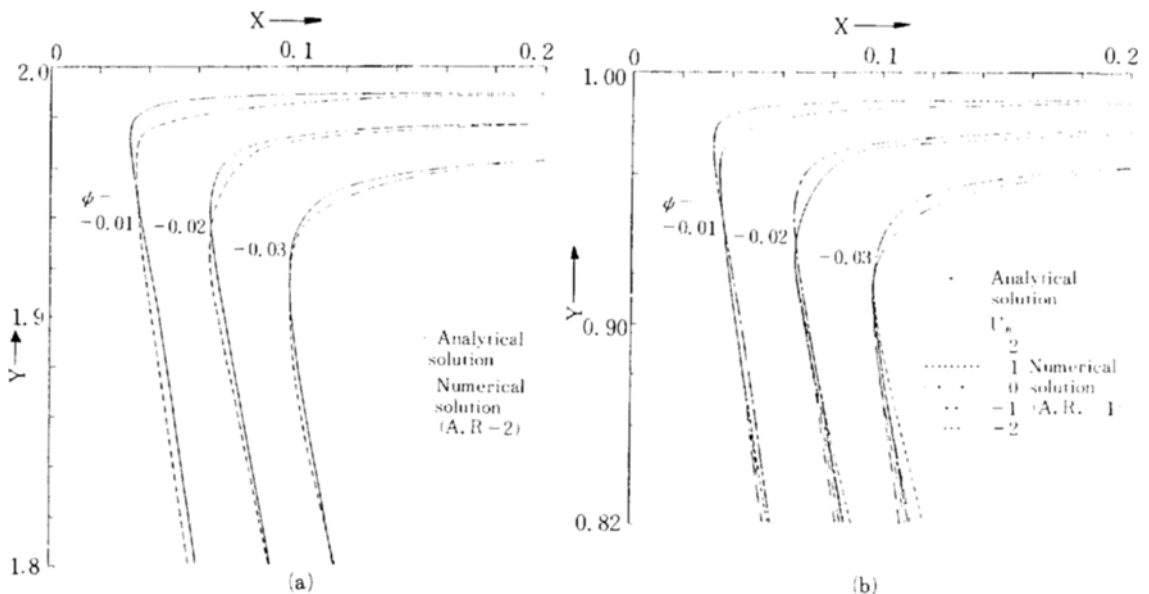 X
0 0.1 0.2
2.0
1.9
1.8
Y
ψ=
-0.01
-0.02
-0.03
Analytical
solution
Numerical
solution
(A.R=2)
(a)
X
0 0.1 0.2
1.00
0.90
0.82
Y
ψ=
-0.01
-0.02
-0.03
Analytical
solution
2
1 Numerical
0 solution
-1 (A.R. 1)
-2
(b)